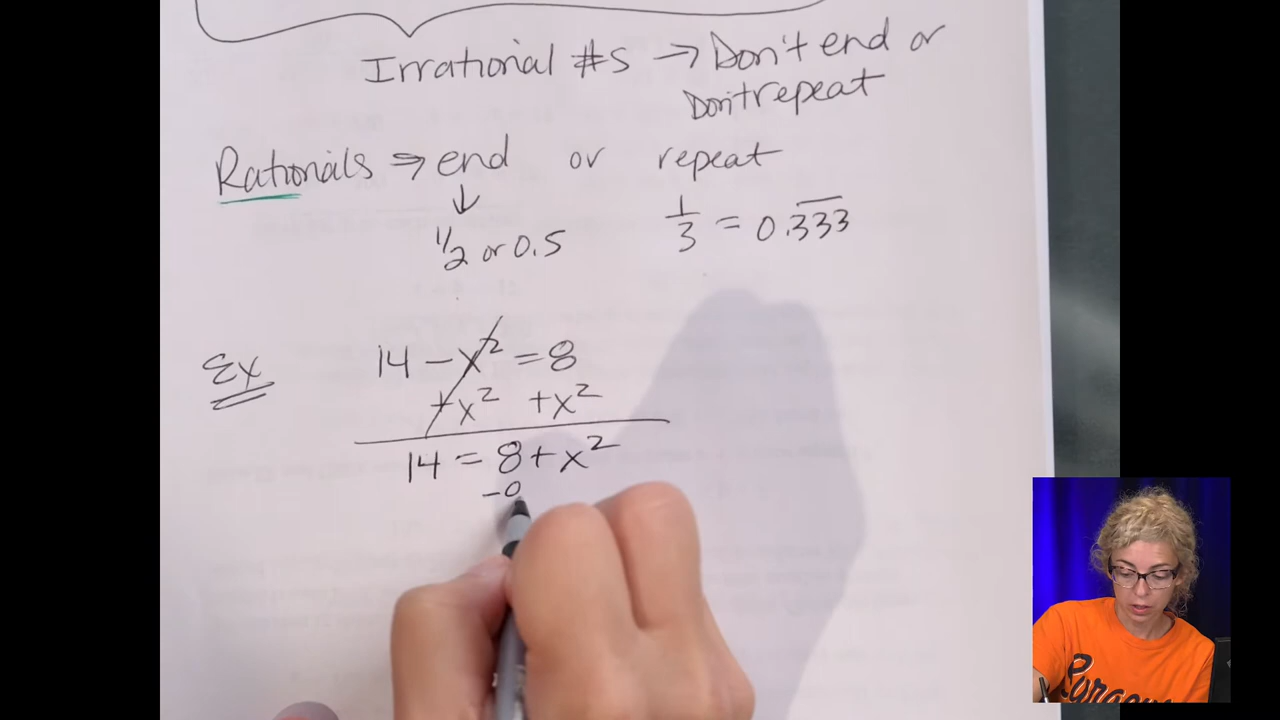 Irrational #s → Don't end or
Don't repeat
Rationals ⇒ end or repeat
↓
1/2 or 0.5
1/3 = 0.333
Ex
14 - x² = 8
+x² +x²
14 = 8 + x²